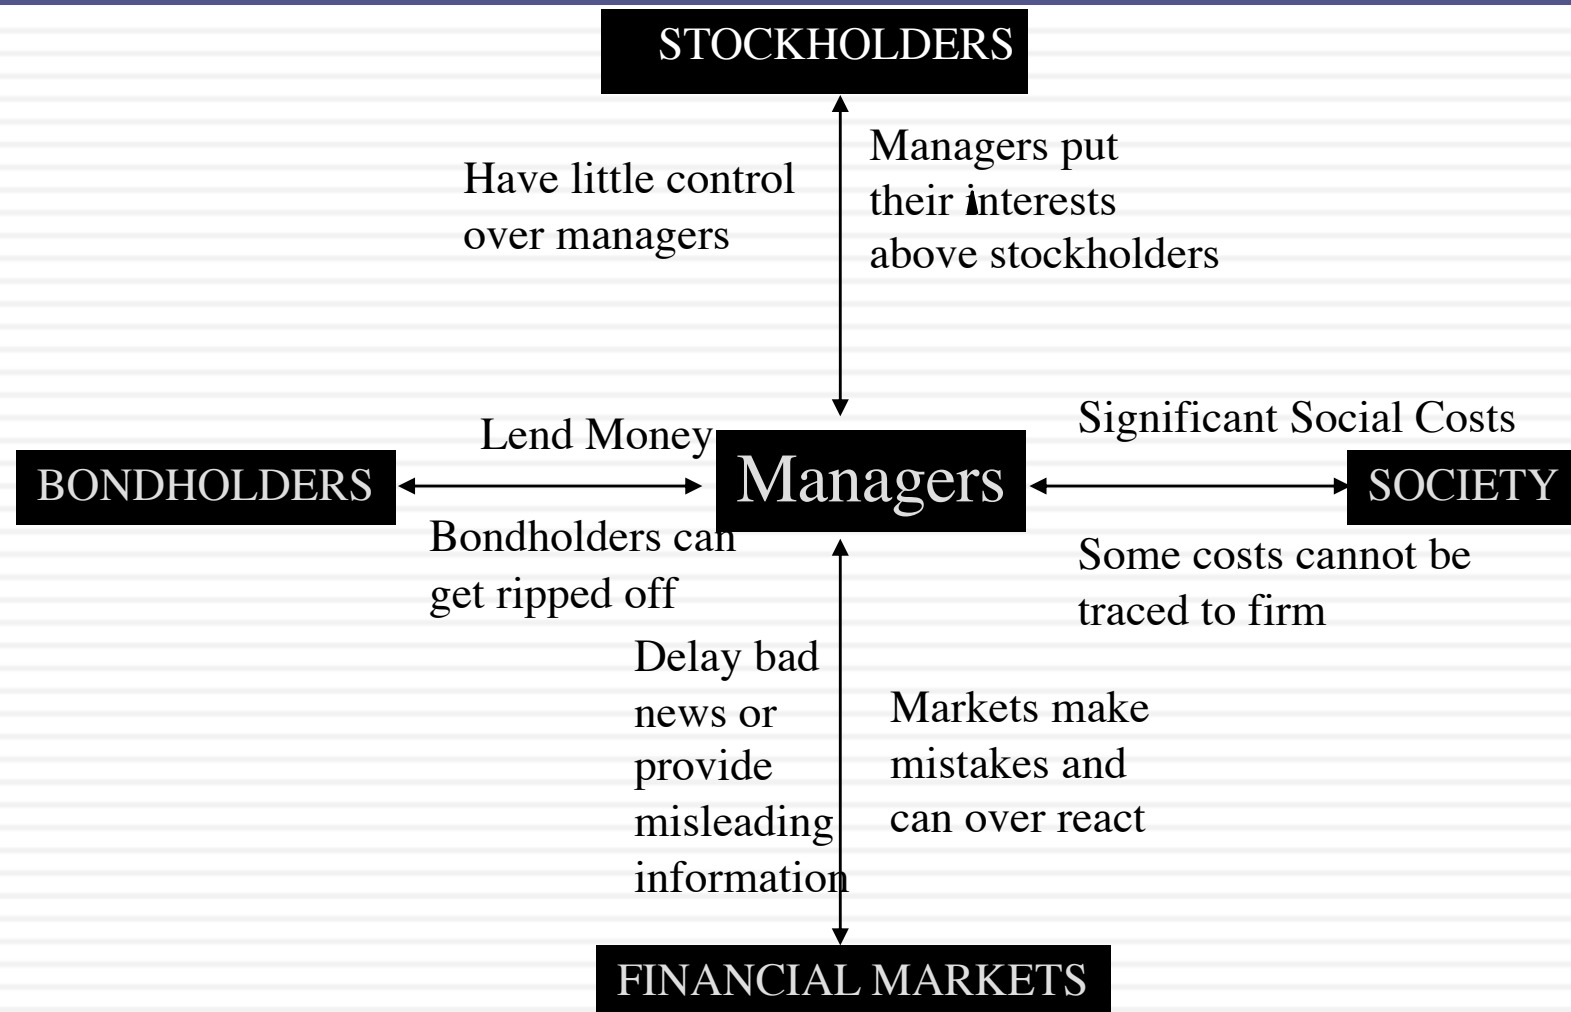 STOCKHOLDERS
Have little control
over managers
Managers put
their interests
above stockholders
Lend Money
BONDHOLDERS
Bondholders can
get ripped off
Managers
Significant Social Costs
SOCIETY
Some costs cannot be
traced to firm
Delay bad
news or
provide
misleading
information
Markets make
mistakes and
can over react
FINANCIAL MARKETS